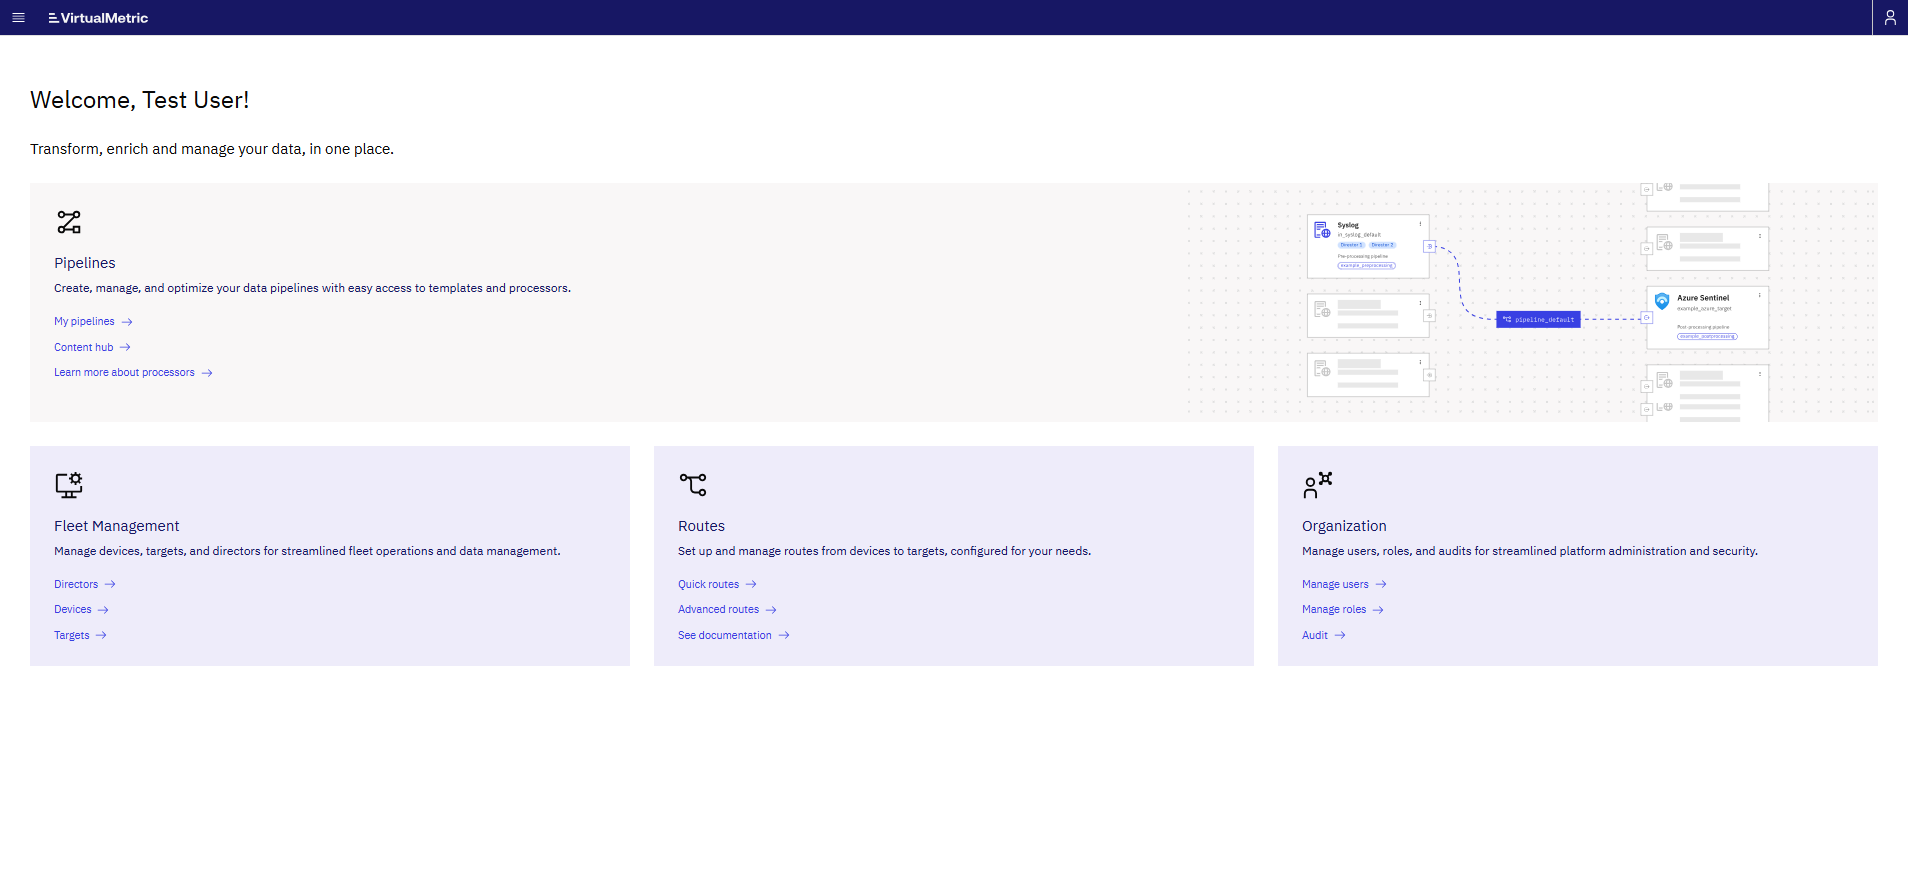 VirtualMetric
Welcome, Test User!
Transform, enrich and manage your data, in one place.
Pipelines
Create, manage, and optimize your data pipelines with easy access to templates and processors.
My pipelines
Content hub
Learn more about processors
Syslog
in_syslog_default
Director 1 Director 2
Pre-processing pipeline
example_preprocessing
pipeline_default
Azure Sentinel
example_azure_target
Post-processing pipeline
example_postprocessing
Fleet Management
Manage devices, targets, and directors for streamlined fleet operations and data management.
Directors
Devices
Targets
Routes
Set up and manage routes from devices to targets, configured for your needs.
Quick routes
Advanced routes
See documentation
Organization
Manage users, roles, and audits for streamlined platform administration and security.
Manage users
Manage roles
Audit